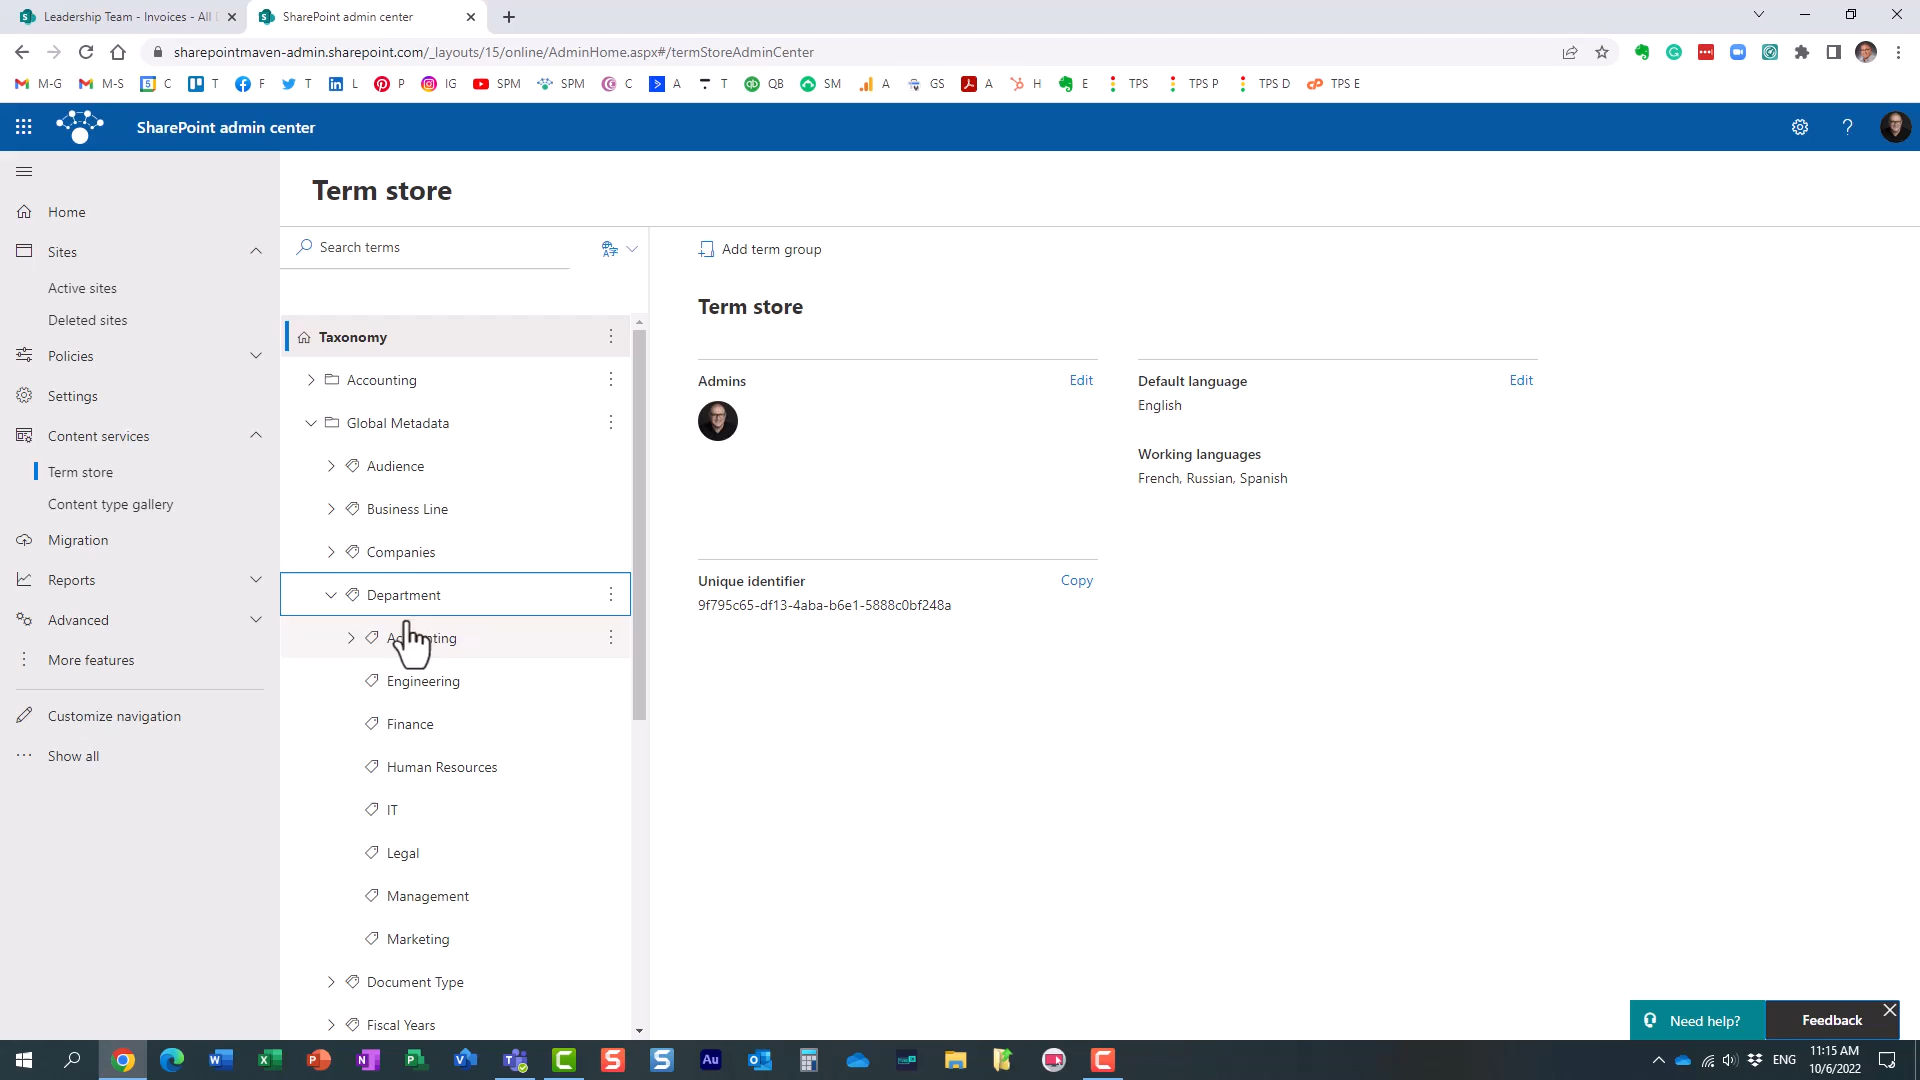 Leadership Team - Invoices - All
SharePoint admin center
sharepointmaven-admin.sharepoint.com/_layouts/15/online/AdminHome.aspx#/termStoreAdminCenter
M-G M-S C T F T L P IG SPM SPM C A T QB SM A GS A H E TPS TPS P TPS D TPS E
SharePoint admin center
Term store
Home
Sites
Active sites
Deleted sites
Policies
Settings
Content services
Term store
Content type gallery
Migration
Reports
Advanced
More features
Customize navigation
Show all
Search terms
Taxonomy
Accounting
Global Metadata
Audience
Business Line
Companies
Department
Engineering
Finance
Human Resources
IT
Legal
Management
Marketing
Document Type
Fiscal Years
Add term group
Term store
Admins Edit
Default language Edit
English
Working languages
French, Russian, Spanish
Unique identifier Copy
9f795c65-df13-4aba-b6e1-5888c0bf248a
Need help?
Feedback
ENG
11:15 AM
10/6/2022